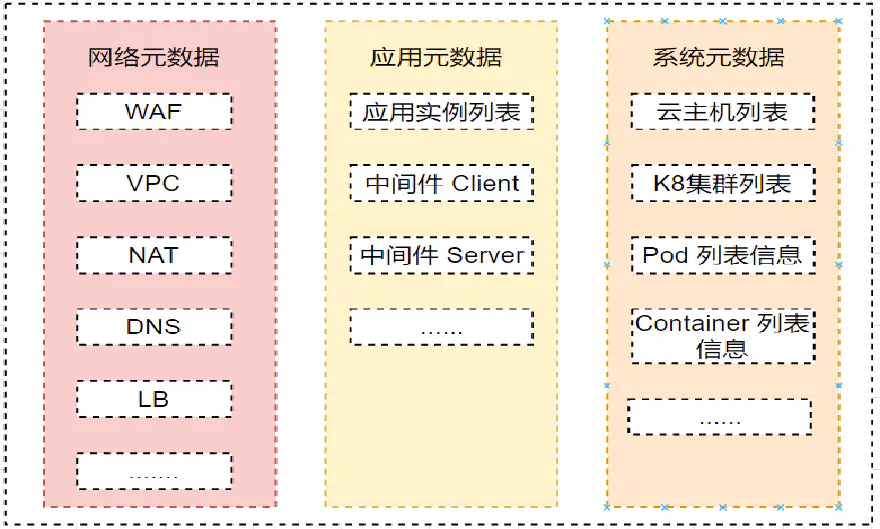 网络元数据
WAF
VPC
NAT
DNS
LB
.......
应用元数据
应用实例列表
中间件 Client
中间件 Server
......
系统元数据
云主机列表
K8集群列表
Pod 列表信息
Container 列表
信息
......